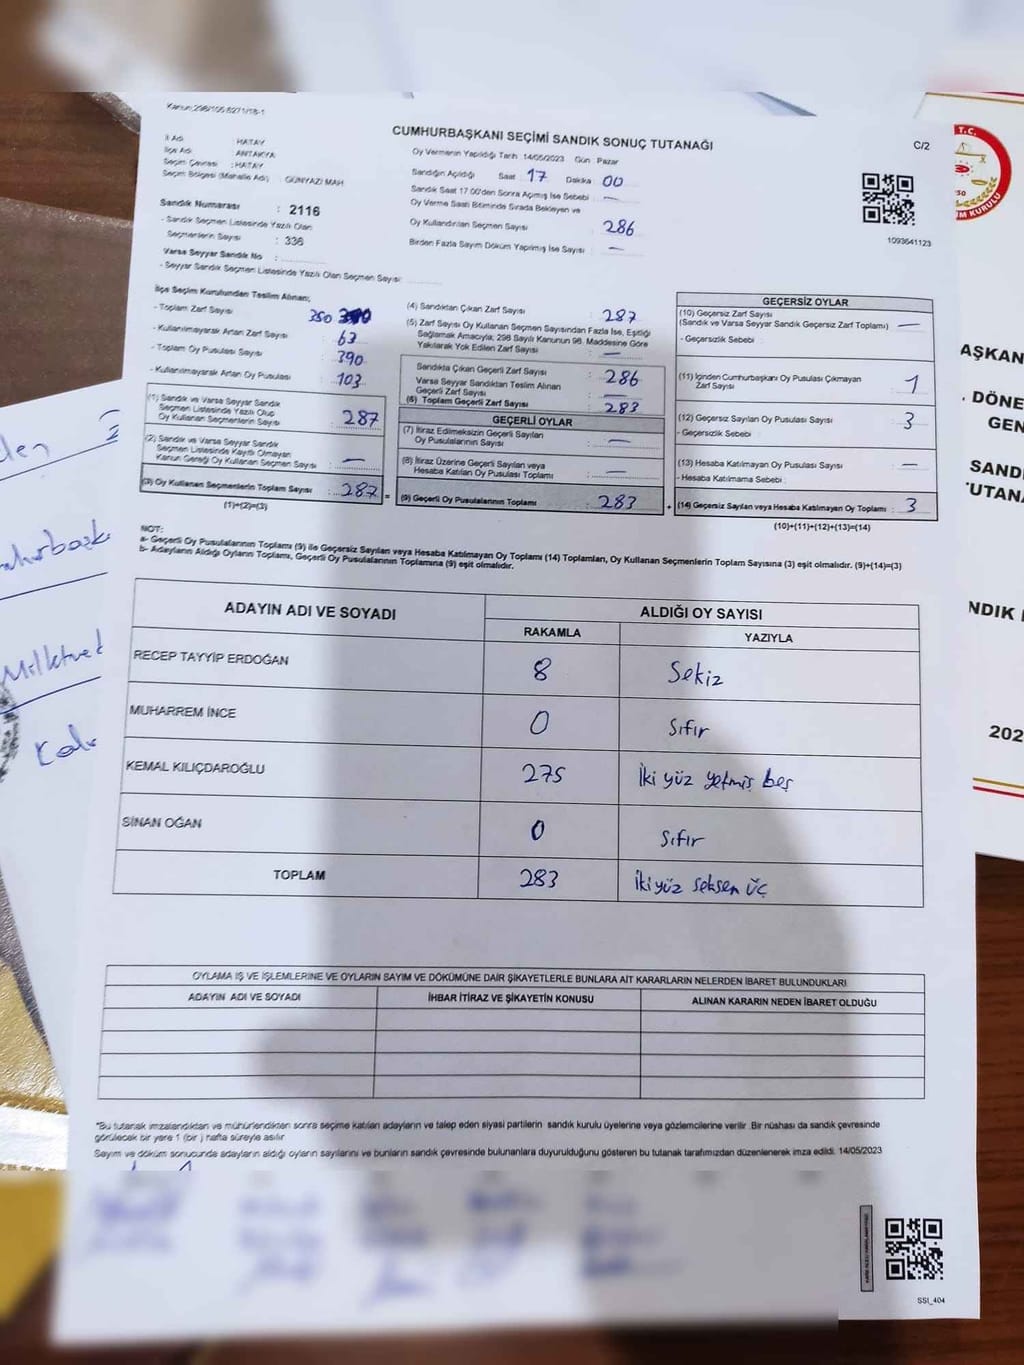 Kanun:298/100 6271/18-1
CUMHURBAŞKANI SEÇİMİ SANDIK SONUÇ TUTANAĞI
C/2
İl Adı : HATAY
İlçe Adı : ANTAKYA
Seçim Çevresi : HATAY
Seçim Bölgesi (Mahalle Adı) : GÜNYAZI MAH
Oy Vermenin Yapıldığı Tarih 14/05/2023 Gün Pazar
Sandığın Açıldığı Saat : 17 Dakika : 00
Sandık Saat 17.00'den Sonra Açılmış İse Sebebi : —
Oy Verme Saati Bitiminde Sırada Bekleyen ve
Oy Kullandırılan Seçmen Sayısı : 286
Birden Fazla Sayım Döküm Yapılmış İse Sayısı : —
1093641123
Sandık Numarası : 2116
- Sandık Seçmen Listesinde Yazılı Olan
Seçmenlerin Sayısı : 336
Varsa Seyyar Sandık No :
- Seyyar Sandık Seçmen Listesinde Yazılı Olan Seçmen Sayısı:
İlçe Seçim Kurulundan Teslim Alınan;
- Toplam Zarf Sayısı : 350
- Kullanılmayarak Artan Zarf Sayısı : 63
- Toplam Oy Pusulası Sayısı : 390
- Kullanılmayarak Artan Oy Pusulası : 103
(1) Sandık ve Varsa Seyyar Sandık
Seçmen Listesinde Yazılı Olup
Oy Kullanan Seçmenlerin Sayısı : 287
(2) Sandık ve Varsa Seyyar Sandık
Seçmen Listesinde Kayıtlı Olmayan
Kanun Gereği Oy Kullanan Seçmen Sayısı : —
(3) Oy Kullanan Seçmenlerin Toplam Sayısı : 287
(1)+(2)=(3)
(4) Sandıktan Çıkan Zarf Sayısı : 287
(5) Zarf Sayısı Oy Kullanan Seçmen Sayısından Fazla İse, Eşitliği
Sağlamak Amacıyla; 298 Sayılı Kanunun 98. Maddesine Göre
Yakılarak Yok Edilen Zarf Sayısı : —
Sandıkta Çıkan Geçerli Zarf Sayısı : 286
Varsa Seyyar Sandıktan Teslim Alınan
Geçerli Zarf Sayısı : —
(6) Toplam Geçerli Zarf Sayısı : 283
GEÇERLİ OYLAR
(7) İtiraz Edilmeksizin Geçerli Sayılan
Oy Pusulalarının Sayısı : —
(8) İtiraz Üzerine Geçerli Sayılan veya
Hesaba Katılan Oy Pusulası Toplamı : —
= (9) Geçerli Oy Pusulalarının Toplamı : 283
GEÇERSİZ OYLAR
(10) Geçersiz Zarf Sayısı
(Sandık ve Varsa Seyyar Sandık Geçersiz Zarf Toplamı) : —
- Geçersizlik Sebebi :
(11) İçinden Cumhurbaşkanı Oy Pusulası Çıkmayan
Zarf Sayısı : 1
(12) Geçersiz Sayılan Oy Pusulası Sayısı : 3
- Geçersizlik Sebebi :
(13) Hesaba Katılmayan Oy Pusulası Sayısı : —
- Hesaba Katılmama Sebebi :
+ (14) Geçersiz Sayılan veya Hesaba Katılmayan Oy Toplamı : 3
(10)+(11)+(12)+(13)=(14)
NOT:
a- Geçerli Oy Pusulalarının Toplamı (9) ile Geçersiz Sayılan veya Hesaba Katılmayan Oy Toplamı (14) Toplamları, Oy Kullanan Seçmenlerin Toplam Sayısına (3) eşit olmalıdır. (9)+(14)=(3)
b- Adayların Aldığı Oyların Toplamı, Geçerli Oy Pusulalarının Toplamına (9) eşit olmalıdır.
ADAYIN ADI VE SOYADI
ALDIĞI OY SAYISI
RAKAMLA YAZIYLA
RECEP TAYYİP ERDOĞAN 8 Sekiz
MUHARREM İNCE 0 Sıfır
KEMAL KILIÇDAROĞLU 275 İki yüz yetmiş beş
SİNAN OĞAN 0 Sıfır
TOPLAM 283 İki yüz seksen üç
OYLAMA İŞ VE İŞLEMLERİNE VE OYLARIN SAYIM VE DÖKÜMÜNE DAİR ŞİKAYETLERLE BUNLARA AİT KARARLARIN NELERDEN İBARET BULUNDUKLARI
ADAYIN ADI VE SOYADI İHBAR İTİRAZ VE ŞİKAYETİN KONUSU ALINAN KARARIN NEDEN İBARET OLDUĞU
*Bu tutanak imzalandıktan ve mühürlendikten sonra seçime katılan adayların ve talep eden siyasi partilerin sandık kurulu üyelerine veya gözlemcilerine verilir. Bir nüshası da sandık çevresinde
görülecek bir yere 1 (bir) hafta süreyle asılır
Sayım ve döküm sonucunda adayların aldığı oyların sayılarını ve bunların sandık çevresinde bulunanlara duyurulduğunu gösteren bu tutanak tarafımızdan düzenlenerek imza edildi. 14/05/2023
SSI_404
T.C.
M KURULU
AŞKAN
. DÖNE
GEN
SANDI
TUTANA
NDIK
202